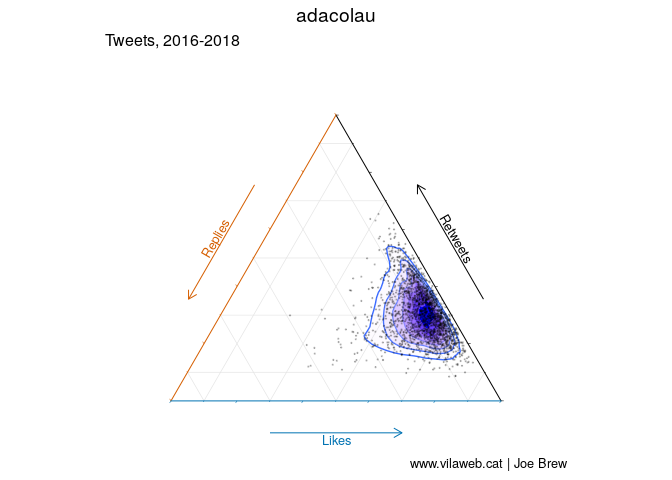 adacolau
Tweets, 2016-2018
Replies
Retweets
Likes
www.vilaweb.cat | Joe Brew